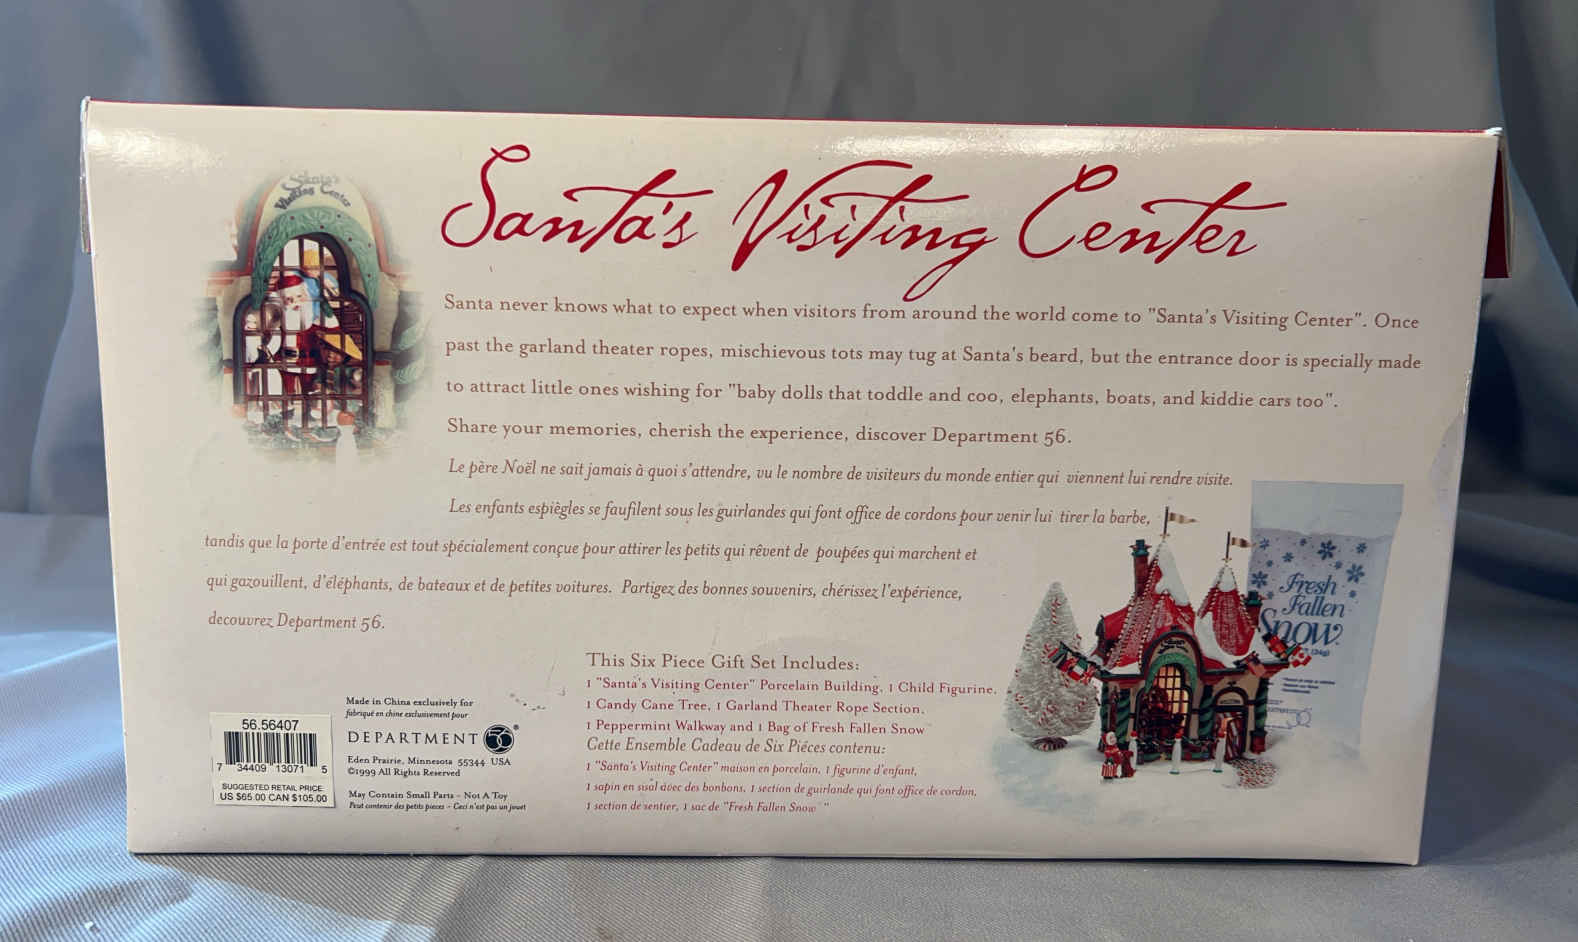 Santa's Visiting Center
Santa's
Visiting Center
Santa never knows what to expect when visitors from around the world come to "Santa's Visiting Center". Once
past the garland theater ropes, mischievous tots may tug at Santa's beard, but the entrance door is specially made
to attract little ones wishing for "baby dolls that toddle and coo, elephants, boats, and kiddie cars too".
Share your memories, cherish the experience, discover Department 56.
Le père Noël ne sait jamais à quoi s'attendre, vu le nombre de visiteurs du monde entier qui viennent lui rendre visite.
Les enfants espiègles se faufilent sous les guirlandes qui font office de cordons pour venir lui tirer la barbe,
tandis que la porte d'entrée est tout spécialement conçue pour attirer les petits qui rêvent de poupées qui marchent et
qui gazouillent, d'éléphants, de bateaux et de petites voitures. Partigez des bonnes souvenirs, chérissez l'expérience,
decouvrez Department 56.
Fresh
Fallen
Snow
This Six Piece Gift Set Includes:
1 "Santa's Visiting Center" Porcelain Building, 1 Child Figurine,
1 Candy Cane Tree, 1 Garland Theater Rope Section,
1 Peppermint Walkway and 1 Bag of Fresh Fallen Snow
Cette Ensemble Cadeau de Six Piéces contenu:
1 "Santa's Visiting Center" maison en porcelain, 1 figurine d'enfant,
1 sapin en sisal avec des bonbons, 1 section de guirlande qui font office de cordon,
1 section de sentier, 1 sac de "Fresh Fallen Snow"
Made in China exclusively for
fabriqué en chine exclusivement pour
DEPARTMENT 56®
Eden Prairie, Minnesota 55344 USA
©1999 All Rights Reserved
May Contain Small Parts - Not A Toy
Peut contenir des petits pieces - Ceci n'est pas un jouet
56.56407
7 34409 13071 5
SUGGESTED RETAIL PRICE
US $65.00 CAN $105.00